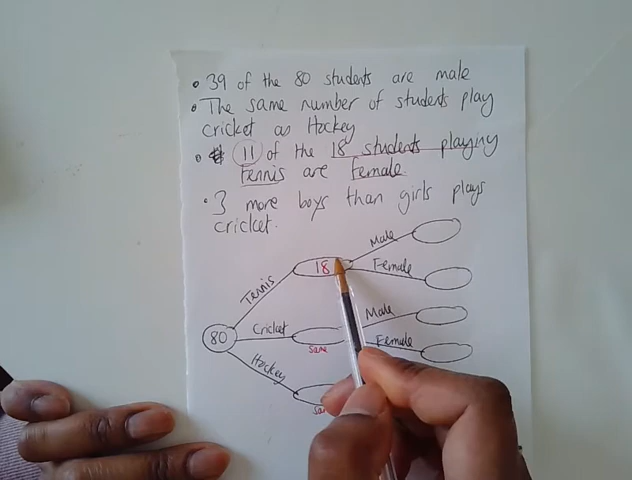 39 of the 80 students are male
The same number of students play
cricket as Hockey
11 of the 18 students playing
tennis are Female
3 more boys than girls plays
cricket.
Male
18
Female
Tennis
Male
80
Cricket
same
Female
Hockey